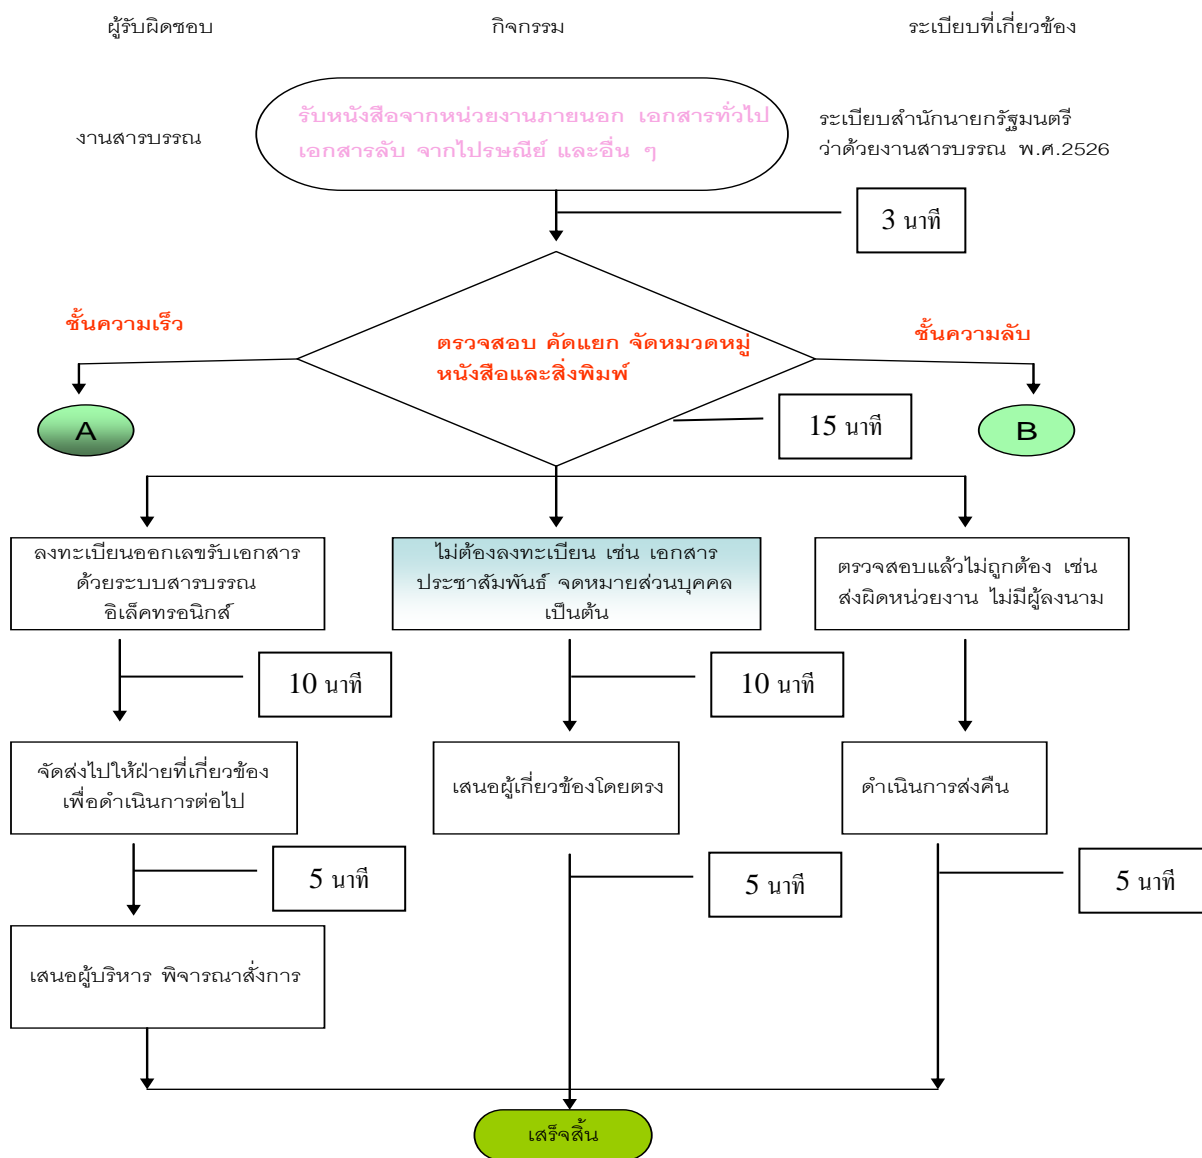 ผู้รับผิดชอบ
กิจกรรม
ระเบียบที่เกี่ยวข้อง
งานสารบรรณ
รับหนังสือจากหน่วยงานภายนอก เอกสารทั่วไป
เอกสารลับ จากไปรษณีย์ และอื่น ๆ
ระเบียบสำนักนายกรัฐมนตรี
ว่าด้วยงานสารบรรณ พ.ศ.2526
3 นาที
ชั้นความเร็ว
ตรวจสอบ คัดแยก จัดหมวดหมู่
หนังสือและสิ่งพิมพ์
ชั้นความลับ
A
15 นาที
B
ลงทะเบียนออกเลขรับเอกสาร
ด้วยระบบสารบรรณ
อิเล็คทรอนิกส์
ไม่ต้องลงทะเบียน เช่น เอกสาร
ประชาสัมพันธ์ จดหมายส่วนบุคคล
เป็นต้น
ตรวจสอบแล้วไม่ถูกต้อง เช่น
ส่งผิดหน่วยงาน ไม่มีผู้ลงนาม
10 นาที
10 นาที
จัดส่งไปให้ฝ่ายที่เกี่ยวข้อง
เพื่อดำเนินการต่อไป
เสนอผู้เกี่ยวข้องโดยตรง
ดำเนินการส่งคืน
5 นาที
5 นาที
5 นาที
เสนอผู้บริหาร พิจารณาสั่งการ
เสร็จสิ้น